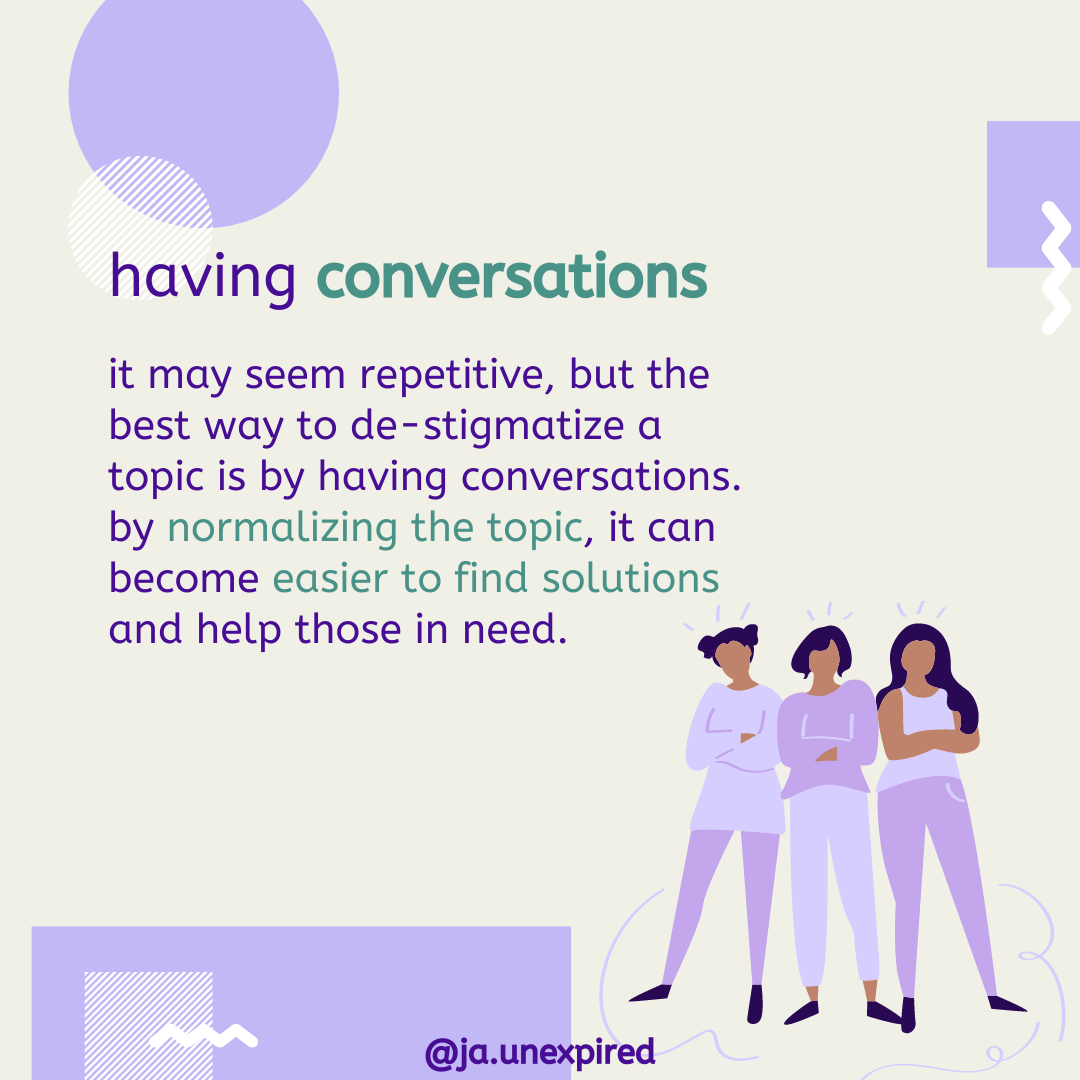 having conversations
it may seem repetitive, but the
best way to de-stigmatize a
topic is by having conversations.
by normalizing the topic, it can
become easier to find solutions
and help those in need.
@ja.unexpired